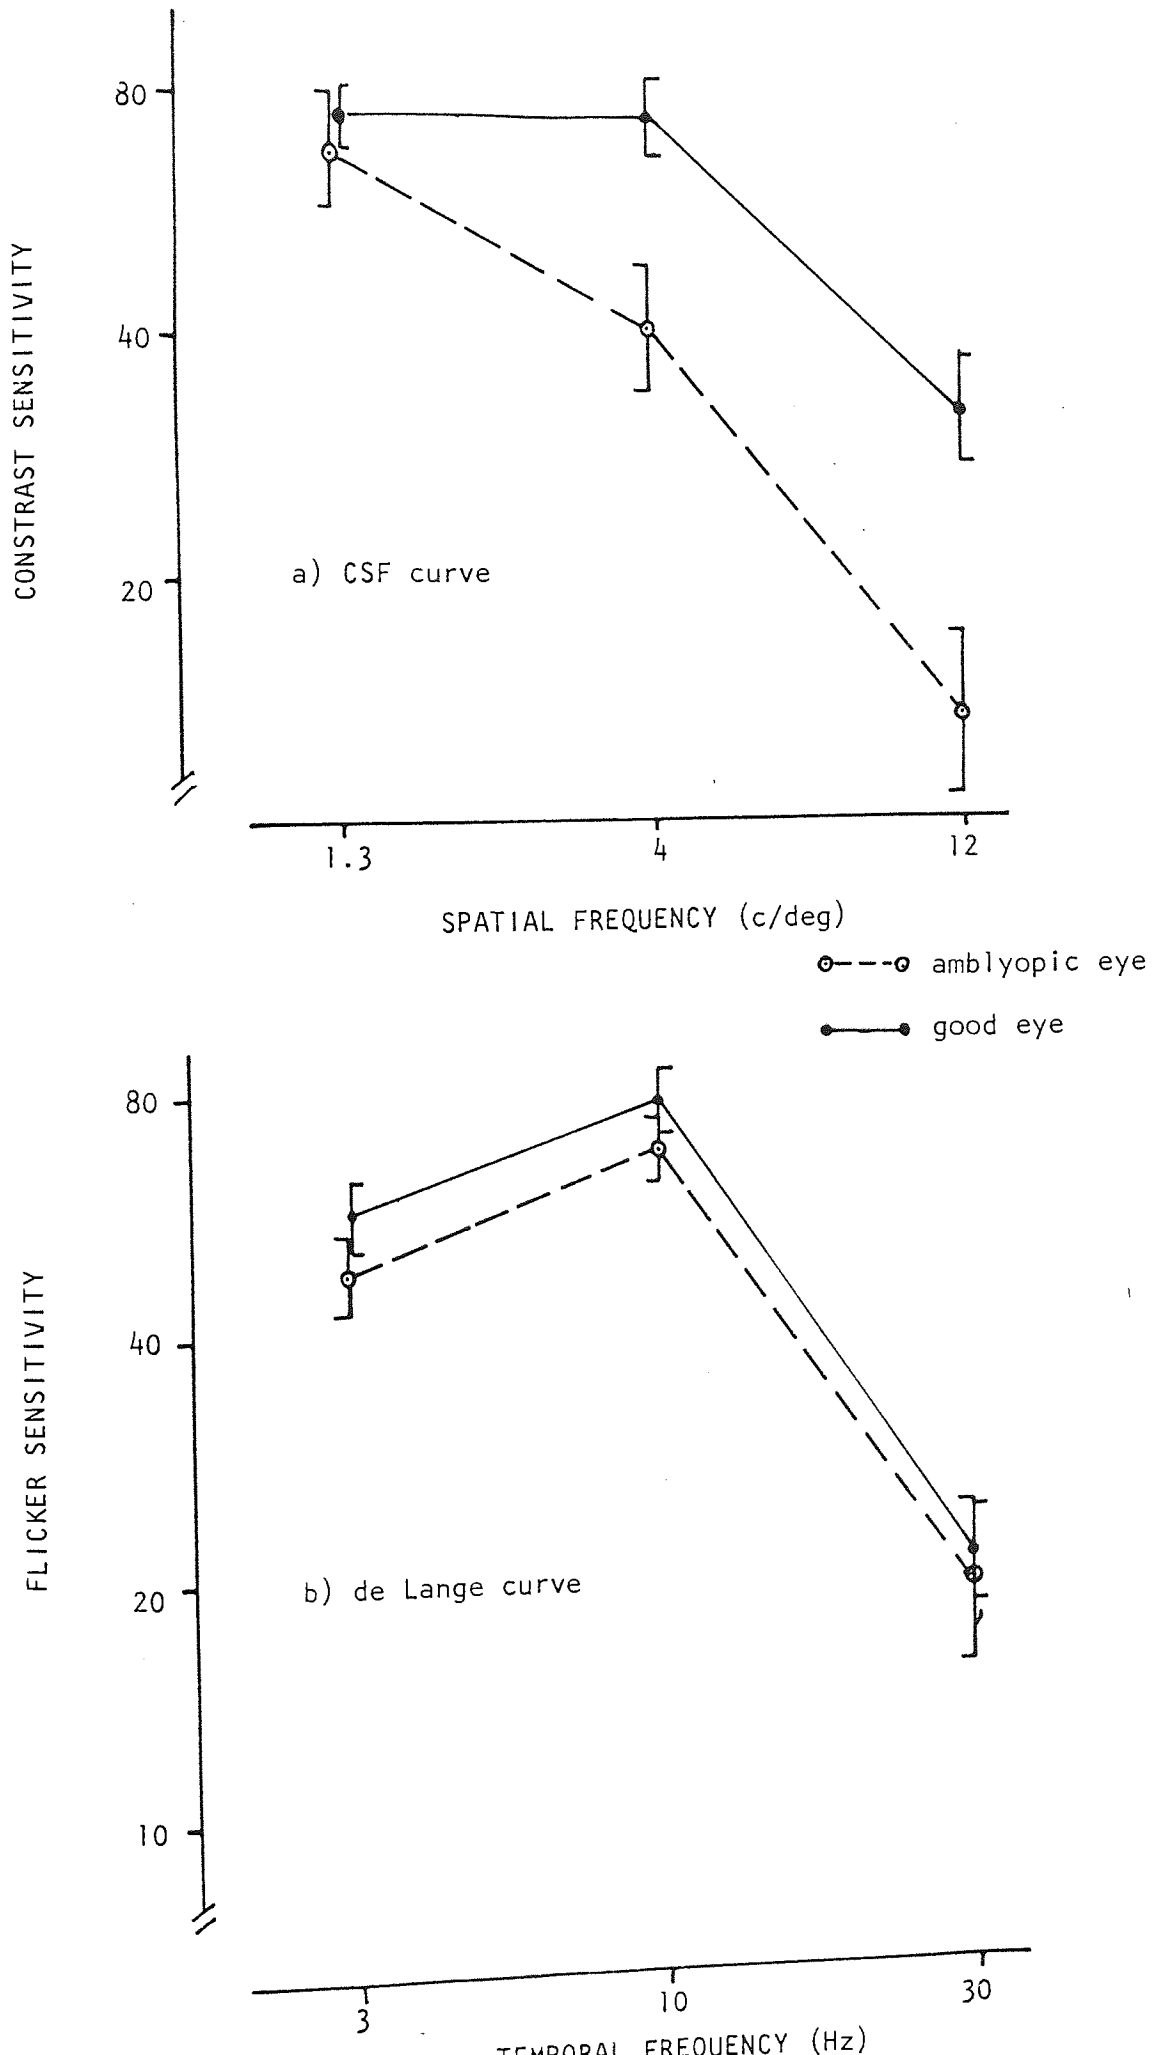 80
40
20
CONSTRAST SENSITIVITY
a) CSF curve
1.3
4
12
SPATIAL FREQUENCY (c/deg)
amblyopic eye
good eye
80
40
20
10
FLICKER SENSITIVITY
b) de Lange curve
3
10
30
TEMPORAL FREQUENCY (Hz)